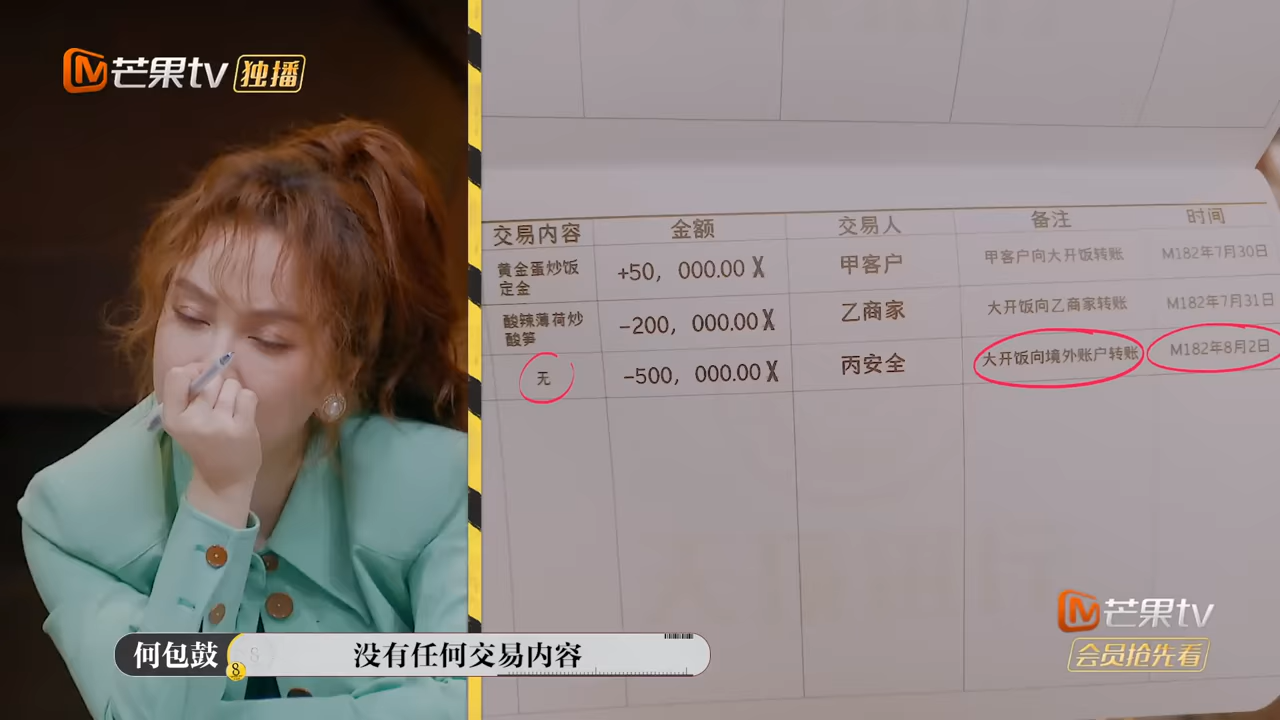 芒果tv 独播
交易内容 金额 交易人 备注 时间
黄金蛋炒饭
定金
+50，000.00 X 甲客户 甲客户向大开饭转账 M182年7月30日
酸辣薄荷炒
酸笋
-200，000.00 X 乙商家 大开饭向乙商家转账 M182年7月31日
无 -500，000.00 X 丙安全 大开饭向境外账户转账 M182年8月2日
芒果tv
会员抢先看
何包鼓 8 没有任何交易内容